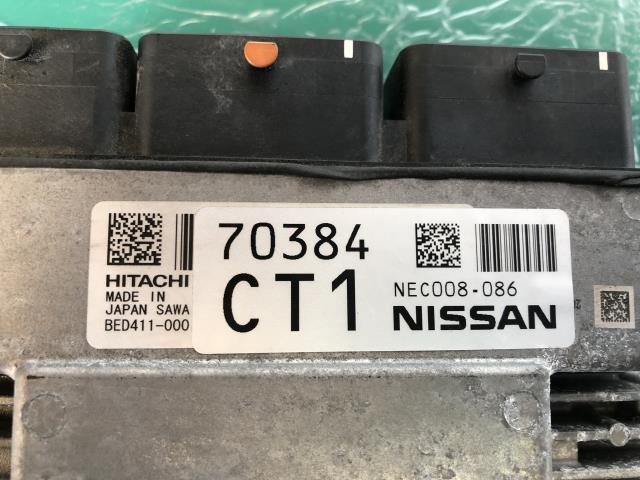 HITACHI
MADE IN
JAPAN SAWA
BED411-000
70384
CT1
NEC008-086
NISSAN